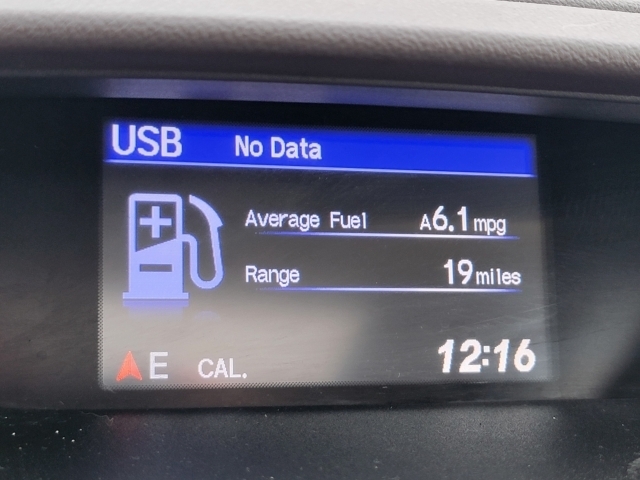 USB No Data
Average Fuel A6.1 mpg
Range 19 miles
E CAL. 12:16